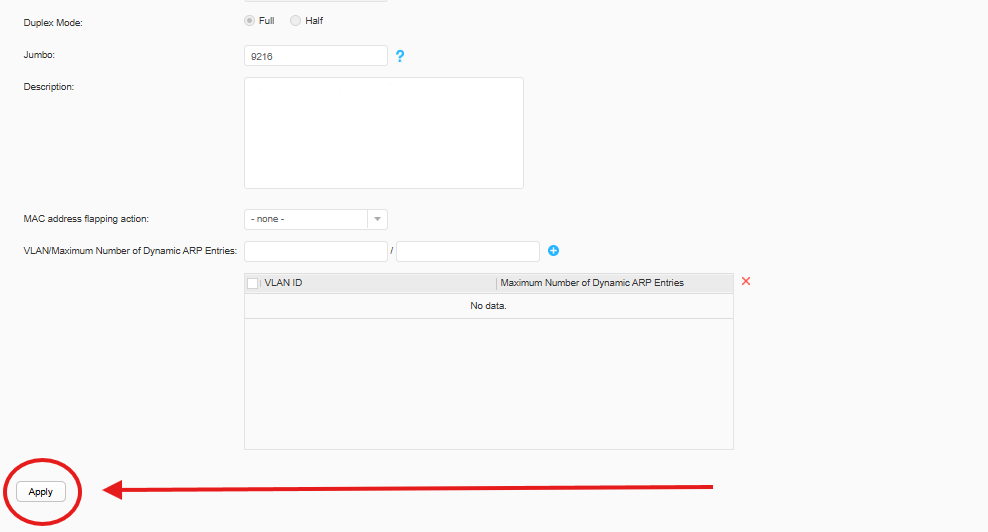 Duplex Mode: Full Half
Jumbo: 9216 ?
Description:
MAC address flapping action: - none -
VLAN/Maximum Number of Dynamic ARP Entries: /
VLAN ID Maximum Number of Dynamic ARP Entries
No data.
Apply